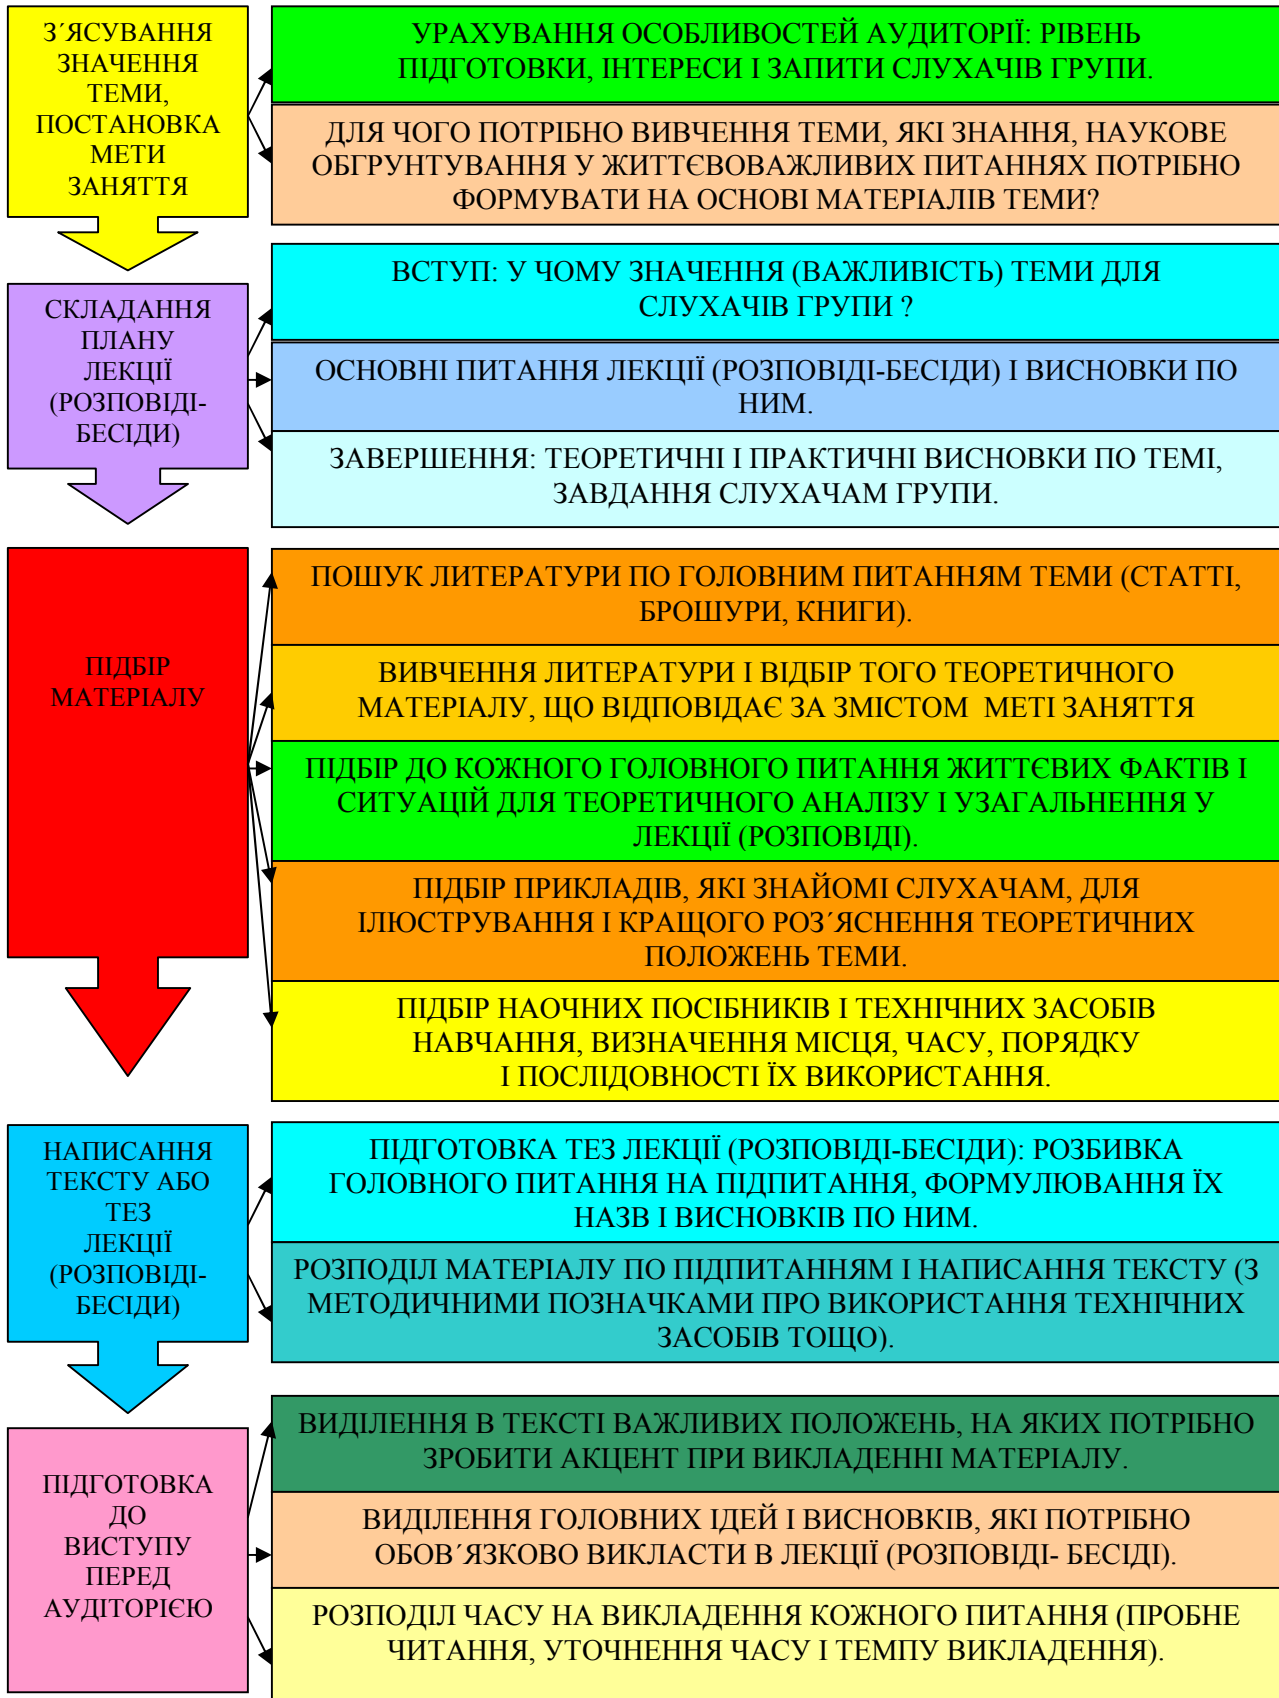 З´ЯСУВАННЯ
ЗНАЧЕННЯ
ТЕМИ,
ПОСТАНОВКА
МЕТИ
ЗАНЯТТЯ
УРАХУВАННЯ ОСОБЛИВОСТЕЙ АУДИТОРІЇ: РІВЕНЬ
ПІДГОТОВКИ, ІНТЕРЕСИ І ЗАПИТИ СЛУХАЧІВ ГРУПИ.
ДЛЯ ЧОГО ПОТРІБНО ВИВЧЕННЯ ТЕМИ, ЯКІ ЗНАННЯ, НАУКОВЕ
ОБГРУНТУВАННЯ У ЖИТТЄВОВАЖЛИВИХ ПИТАННЯХ ПОТРІБНО
ФОРМУВАТИ НА ОСНОВІ МАТЕРІАЛІВ ТЕМИ?
СКЛАДАННЯ
ПЛАНУ
ЛЕКЦІЇ
(РОЗПОВІДІ-
БЕСІДИ)
ВСТУП: У ЧОМУ ЗНАЧЕННЯ (ВАЖЛИВІСТЬ) ТЕМИ ДЛЯ
СЛУХАЧІВ ГРУПИ ?
ОСНОВНІ ПИТАННЯ ЛЕКЦІЇ (РОЗПОВІДІ-БЕСІДИ) І ВИСНОВКИ ПО
НИМ.
ЗАВЕРШЕННЯ: ТЕОРЕТИЧНІ І ПРАКТИЧНІ ВИСНОВКИ ПО ТЕМІ,
ЗАВДАННЯ СЛУХАЧАМ ГРУПИ.
ПІДБІР
МАТЕРІАЛУ
ПОШУК ЛИТЕРАТУРИ ПО ГОЛОВНИМ ПИТАННЯМ ТЕМИ (СТАТТІ,
БРОШУРИ, КНИГИ).
ВИВЧЕННЯ ЛИТЕРАТУРИ І ВІДБІР ТОГО ТЕОРЕТИЧНОГО
МАТЕРІАЛУ, ЩО ВІДПОВІДАЄ ЗА ЗМІСТОМ МЕТІ ЗАНЯТТЯ
ПІДБІР ДО КОЖНОГО ГОЛОВНОГО ПИТАННЯ ЖИТТЄВИХ ФАКТІВ І
СИТУАЦІЙ ДЛЯ ТЕОРЕТИЧНОГО АНАЛІЗУ І УЗАГАЛЬНЕННЯ У
ЛЕКЦІЇ (РОЗПОВІДІ).
ПІДБІР ПРИКЛАДІВ, ЯКІ ЗНАЙОМІ СЛУХАЧАМ, ДЛЯ
ІЛЮСТРУВАННЯ І КРАЩОГО РОЗ´ЯСНЕННЯ ТЕОРЕТИЧНИХ
ПОЛОЖЕНЬ ТЕМИ.
ПІДБІР НАОЧНИХ ПОСІБНИКІВ І ТЕХНІЧНИХ ЗАСОБІВ
НАВЧАННЯ, ВИЗНАЧЕННЯ МІСЦЯ, ЧАСУ, ПОРЯДКУ
І ПОСЛІДОВНОСТІ ЇХ ВИКОРИСТАННЯ.
НАПИСАННЯ
ТЕКСТУ АБО
ТЕЗ
ЛЕКЦІЇ
(РОЗПОВІДІ-
БЕСІДИ)
ПІДГОТОВКА ТЕЗ ЛЕКЦІЇ (РОЗПОВІДІ-БЕСІДИ): РОЗБИВКА
ГОЛОВНОГО ПИТАННЯ НА ПІДПИТАННЯ, ФОРМУЛЮВАННЯ ЇХ
НАЗВ І ВИСНОВКІВ ПО НИМ.
РОЗПОДІЛ МАТЕРІАЛУ ПО ПІДПИТАННЯМ І НАПИСАННЯ ТЕКСТУ (З
МЕТОДИЧНИМИ ПОЗНАЧКАМИ ПРО ВИКОРИСТАННЯ ТЕХНІЧНИХ
ЗАСОБІВ ТОЩО).
ПІДГОТОВКА
ДО
ВИСТУПУ
ПЕРЕД
АУДІТОРІЄЮ
ВИДІЛЕННЯ В ТЕКСТІ ВАЖЛИВИХ ПОЛОЖЕНЬ, НА ЯКИХ ПОТРІБНО
ЗРОБИТИ АКЦЕНТ ПРИ ВИКЛАДЕННІ МАТЕРІАЛУ.
ВИДІЛЕННЯ ГОЛОВНИХ ІДЕЙ І ВИСНОВКІВ, ЯКІ ПОТРІБНО
ОБОВ´ЯЗКОВО ВИКЛАСТИ В ЛЕКЦІЇ (РОЗПОВІДІ- БЕСІДІ).
РОЗПОДІЛ ЧАСУ НА ВИКЛАДЕННЯ КОЖНОГО ПИТАННЯ (ПРОБНЕ
ЧИТАННЯ, УТОЧНЕННЯ ЧАСУ І ТЕМПУ ВИКЛАДЕННЯ).